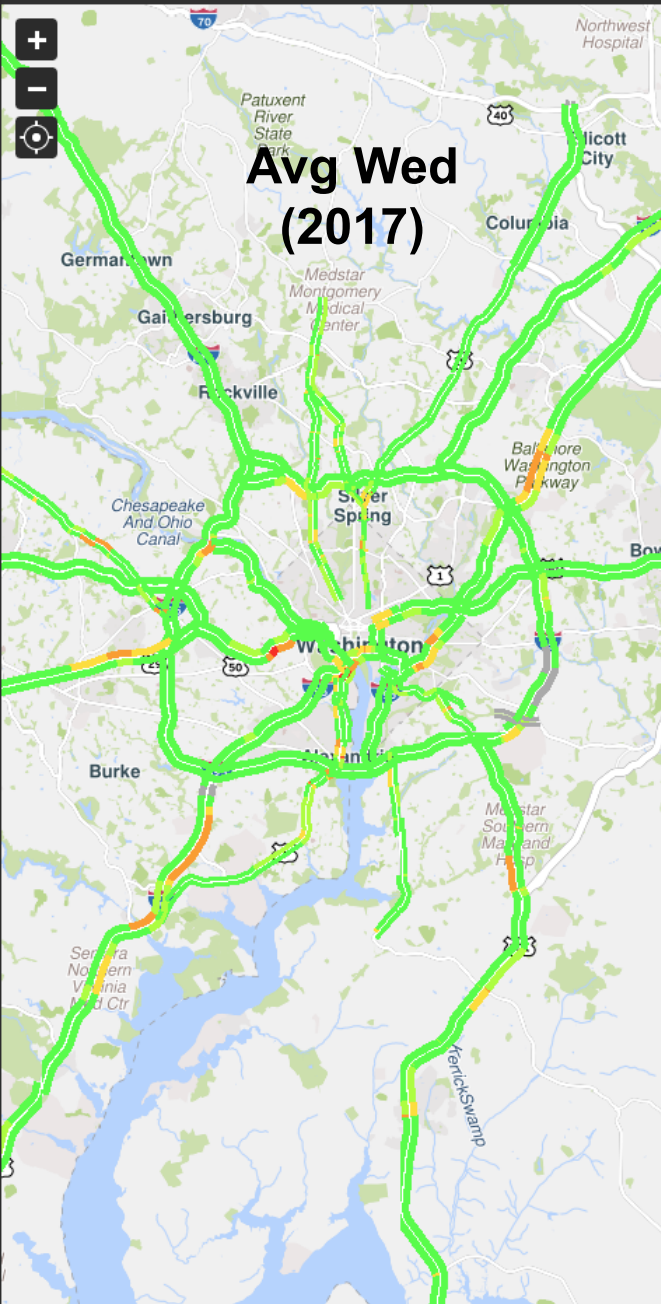 +
−
70
Northwest
Hospital
Patuxent
River
State
Park
40
licott
City
Avg Wed
(2017)
Columbia
Germantown
Medstar
Montgomery
Medical
Center
Gaithersburg
Rockville
Baltimore
Washington
Parkway
Silver
Spring
Chesapeake
And Ohio
Canal
Bow
1
Washington
29
50
Alexandria
Burke
Medstar
Southern
Maryland
Hosp
Sentara
Northern
Virginia
Med Ctr
Swamp